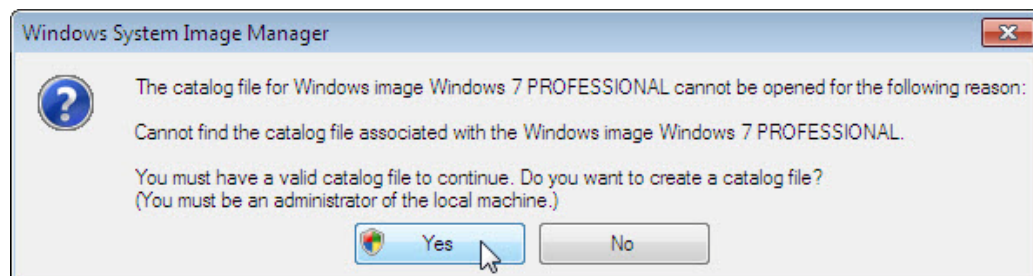 Windows System Image Manager
The catalog file for Windows image Windows 7 PROFESSIONAL cannot be opened for the following reason:
Cannot find the catalog file associated with the Windows image Windows 7 PROFESSIONAL.
You must have a valid catalog file to continue. Do you want to create a catalog file?
(You must be an administrator of the local machine.)
Yes
No